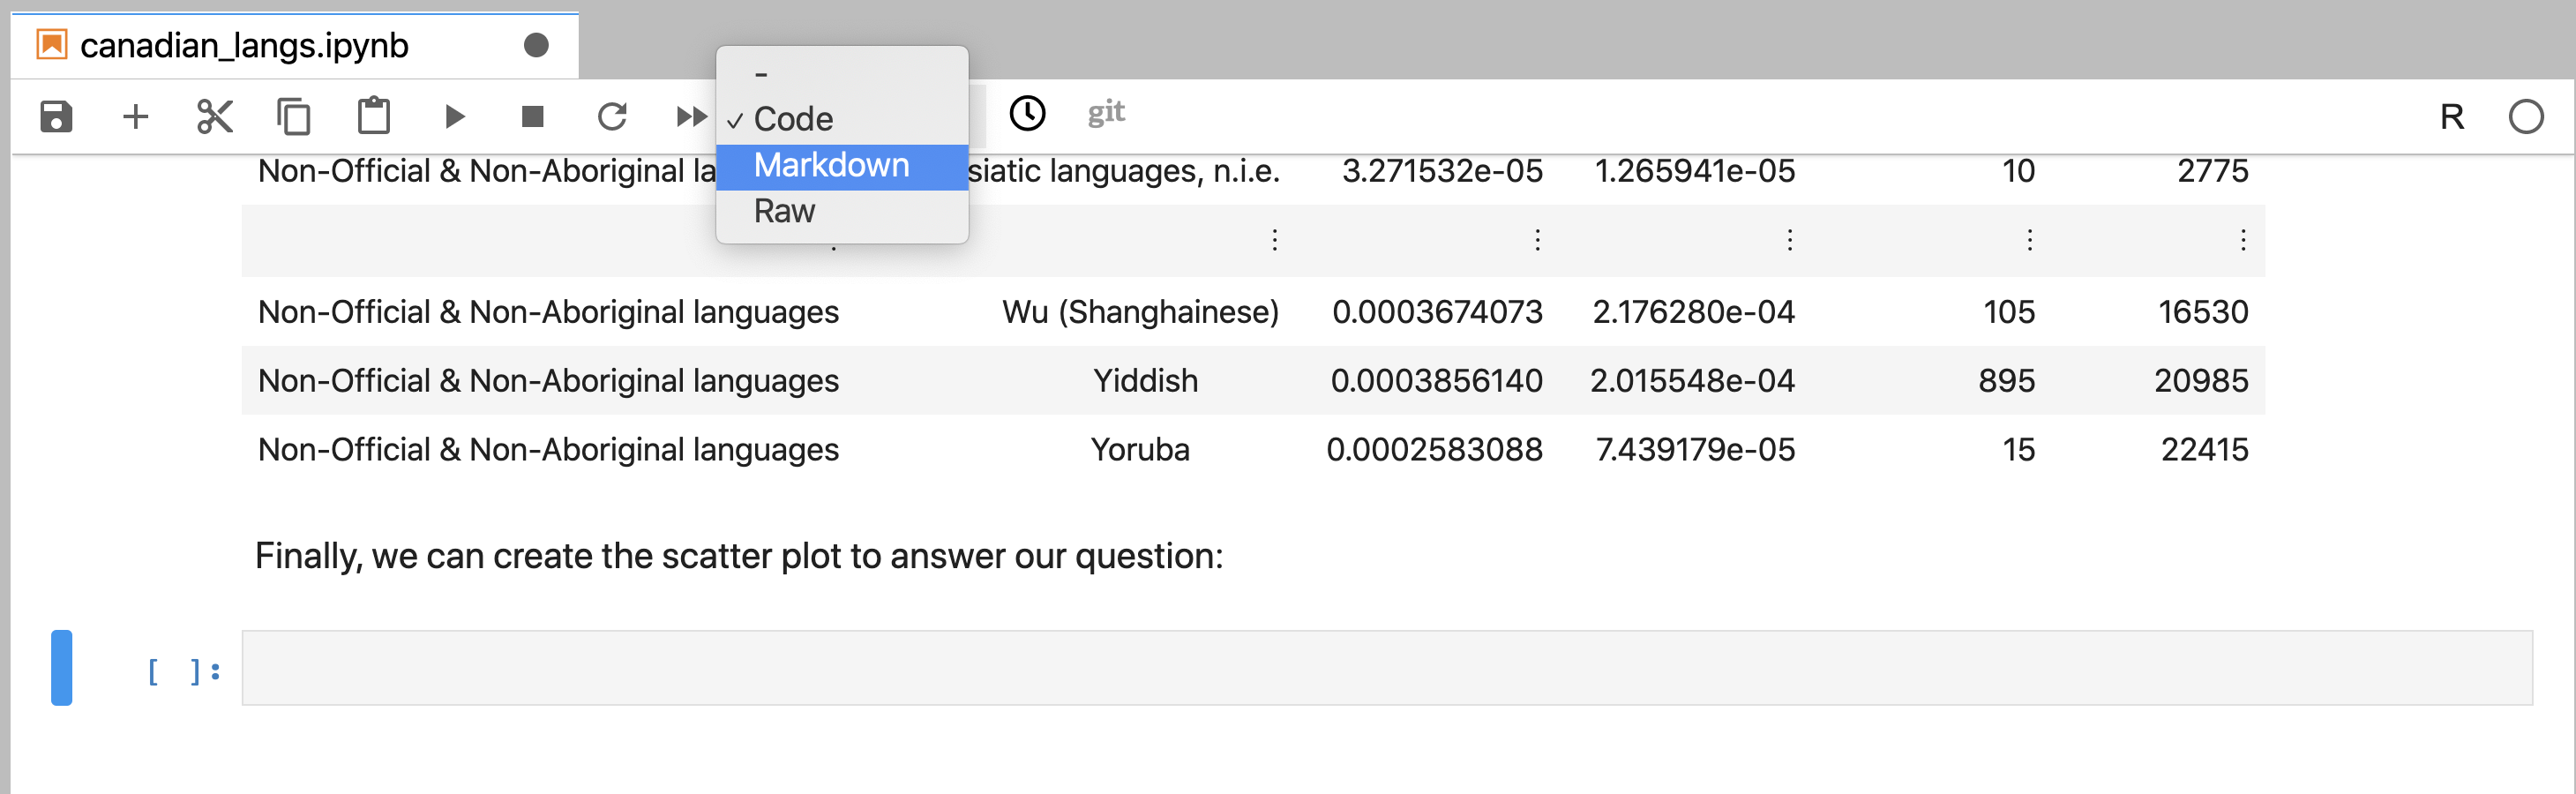 canadian_langs.ipynb
-
✓ Code
Markdown
Raw
git
R
Non-Official & Non-Aboriginal la siatic languages, n.i.e. 3.271532e-05 1.265941e-05 10 2775
⋮ ⋮ ⋮ ⋮ ⋮
Non-Official & Non-Aboriginal languages Wu (Shanghainese) 0.0003674073 2.176280e-04 105 16530
Non-Official & Non-Aboriginal languages Yiddish 0.0003856140 2.015548e-04 895 20985
Non-Official & Non-Aboriginal languages Yoruba 0.0002583088 7.439179e-05 15 22415
Finally, we can create the scatter plot to answer our question:
[ ]: